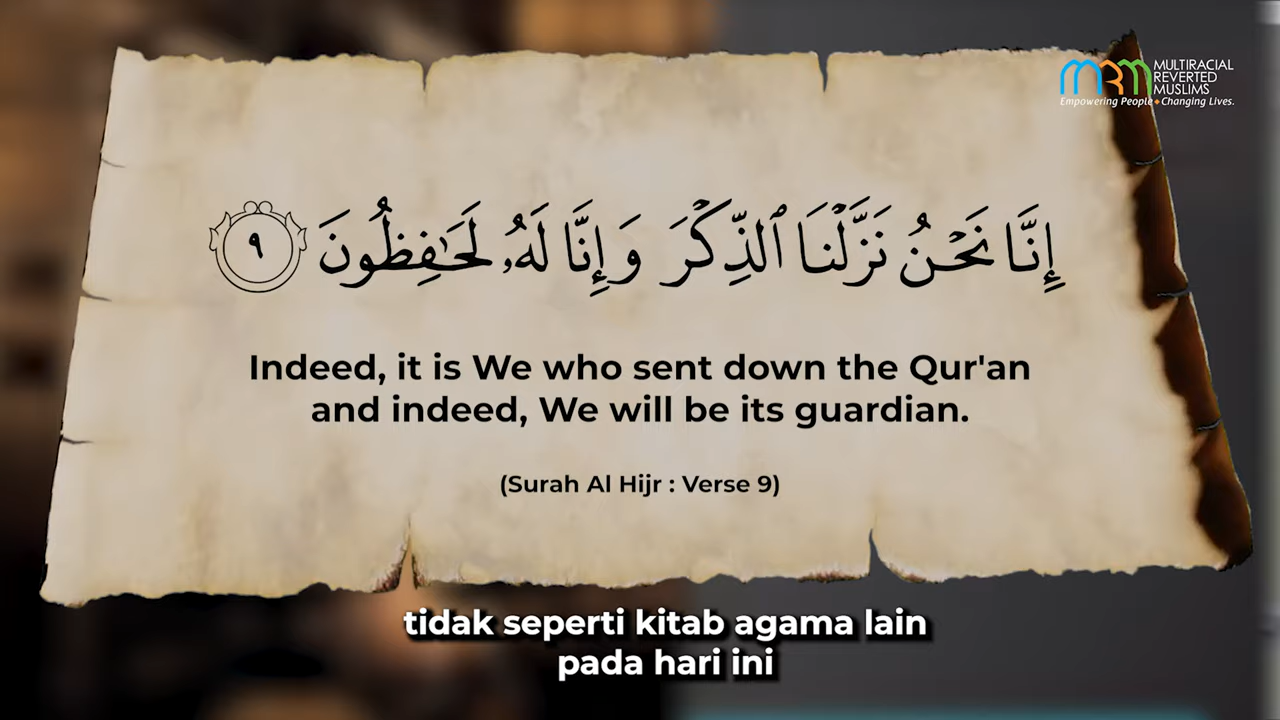 MRM MULTIRACIAL
REVERTED
MUSLIMS
Empowering People • Changing Lives.
إِنَّا نَحْنُ نَزَّلْنَا ٱلذِّكْرَ وَإِنَّا لَهُۥ لَحَـٰفِظُونَ ٩
Indeed, it is We who sent down the Qur'an
and indeed, We will be its guardian.
(Surah Al Hijr : Verse 9)
tidak seperti kitab agama lain
pada hari ini